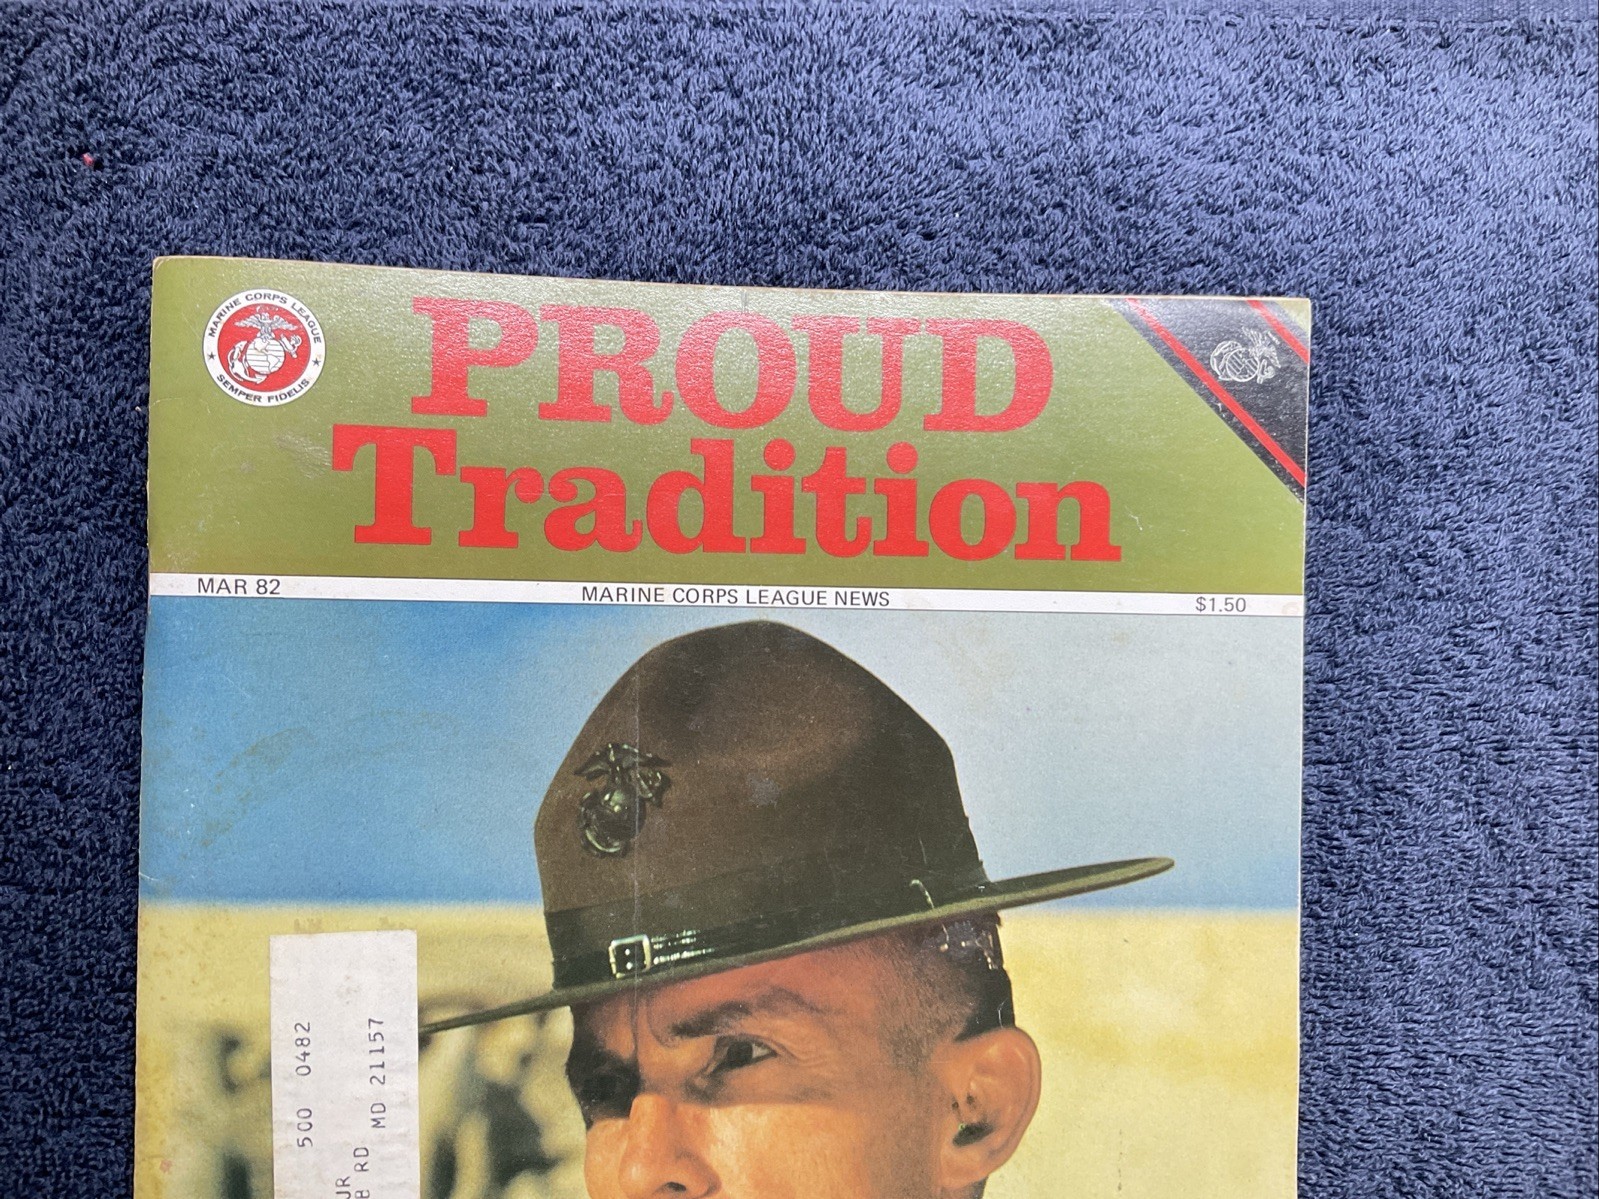 MARINE CORPS LEAGUE
SEMPER FIDELIS
PROUD
Tradition
MAR 82
MARINE CORPS LEAGUE NEWS
$1.50
500 0482
JR
RD MD 21157